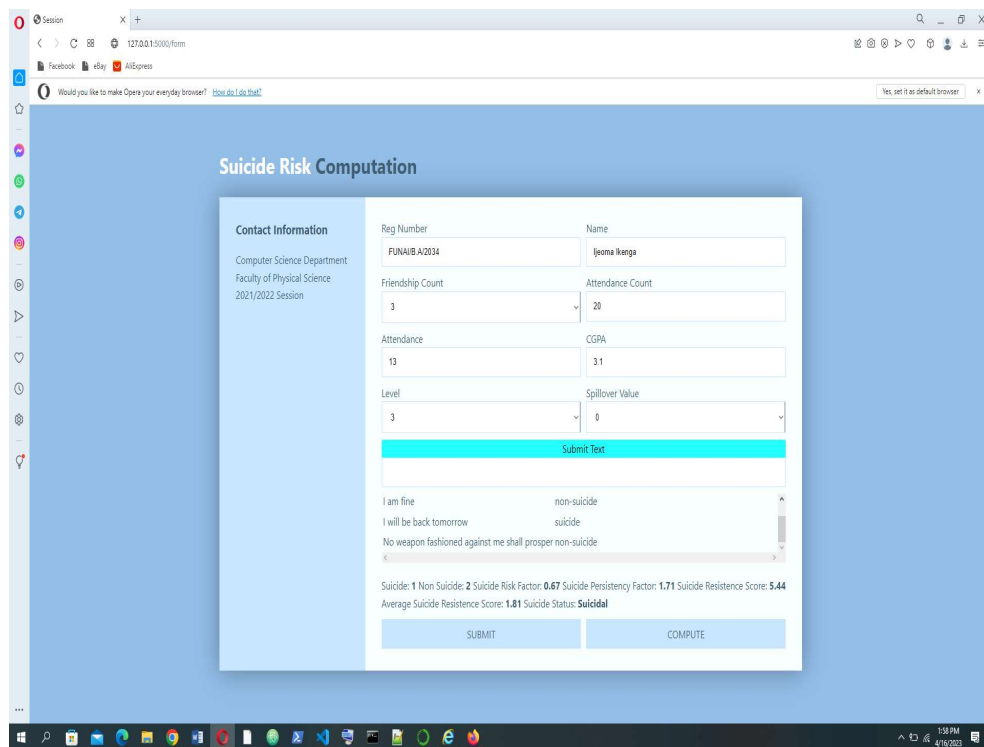 Session
127.0.0.1:5000/form
Facebook eBay AliExpress
Would you like to make Opera your everyday browser? How do I do that? Yes, set it as default browser
Suicide Risk Computation
Contact Information
Computer Science Department
Faculty of Physical Science
2021/2022 Session
Reg Number Name
FUNAI/B.A/2034 Ijeoma Ikenga
Friendship Count Attendance Count
3 20
Attendance CGPA
13 3.1
Level Spillover Value
3 0
Submit Text
I am fine non-suicide
I will be back tomorrow suicide
No weapon fashioned against me shall prosper non-suicide
Suicide: 1 Non Suicide: 2 Suicide Risk Factor: 0.67 Suicide Persistency Factor: 1.71 Suicide Resistence Score: 5.44
Average Suicide Resistence Score: 1.81 Suicide Status: Suicidal
SUBMIT COMPUTE
1:58 PM
4/16/2023